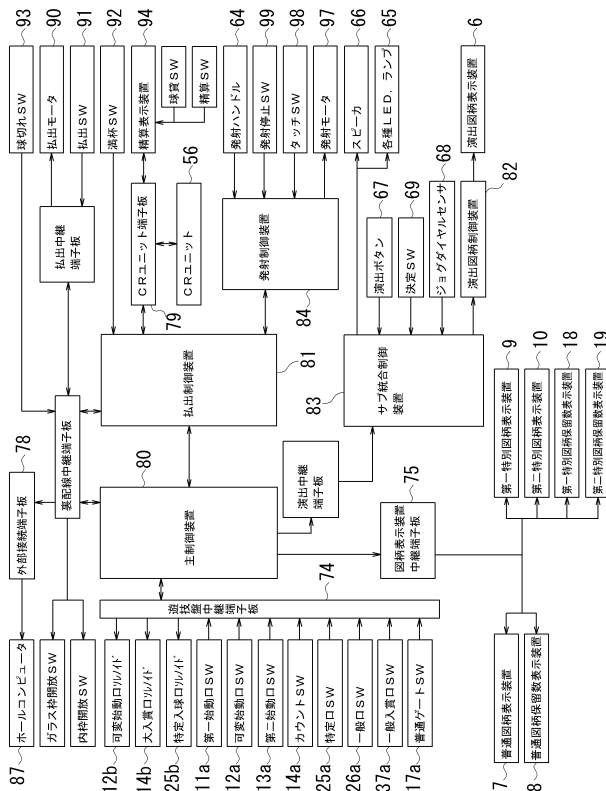 93
球切れSW
90
払出モータ
91
払出SW
92
満杯SW
94
精算表示装置
球貸SW
精算SW
64
発射ハンドル
99
発射停止SW
98
タッチSW
97
発射モータ
66
スピーカ
65
各種LED，ランプ
6
演出図柄表示装置
払出中継
端子板
CRユニット端子板
79
CRユニット
56
発射制御装置
84
67
演出ボタン
69
決定SW
68
ジョグダイヤルセンサ
演出図柄制御装置
82
78
外部接続端子板
裏配線中継端子板
払出制御装置
81
サブ統合制御
装置
83
80
主制御装置
演出中継
端子板
75
図柄表示装置
中継端子板
74
遊技盤中継端子板
第一特別図柄表示装置
9
第二特別図柄表示装置
10
第一特別図柄保留数表示装置
18
第二特別図柄保留数表示装置
19
87
ホールコンピュータ
ガラス枠開放SW
内枠開放SW
12b
可変始動口ｿﾚﾉｲﾄﾞ
14b
大入賞口ｿﾚﾉｲﾄﾞ
25b
特定入球口ｿﾚﾉｲﾄﾞ
11a
第一始動口SW
12a
可変始動口SW
13a
第二始動口SW
14a
カウントSW
25a
特定口SW
26a
一般口SW
37a
一般入賞口SW
17a
普通ゲートSW
7
普通図柄表示装置
8
普通図柄保留数表示装置